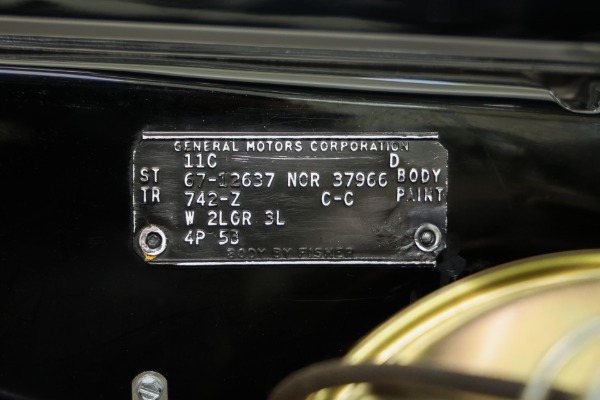 GENERAL MOTORS CORPORATION
11C D
ST 67-12637 NOR 37966 BODY
TR 742-Z C-C PAINT
W 2LGR 3L
4P 53
BODY BY FISHER